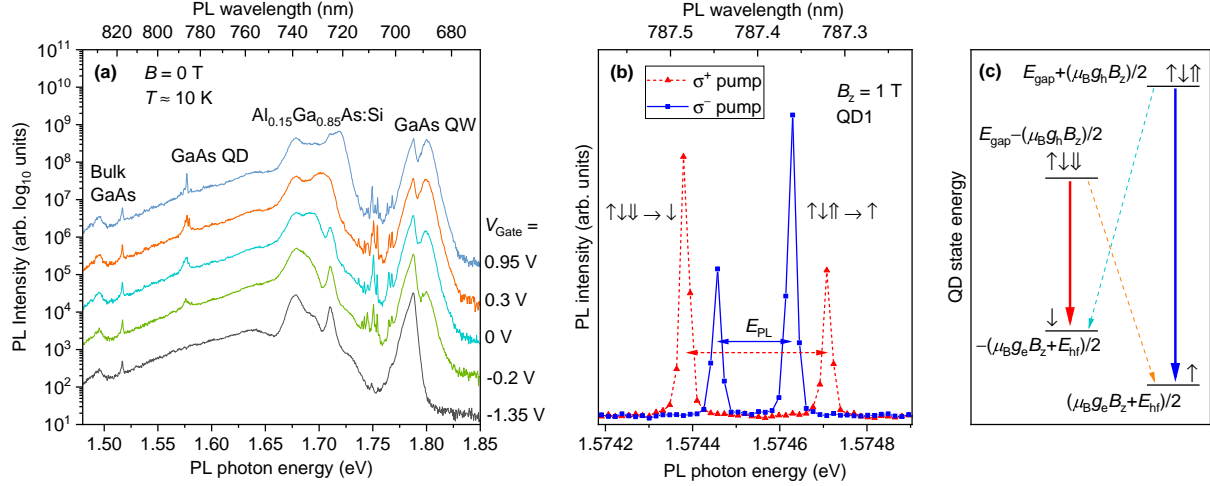 PL wavelength (nm)
820 800 780 760 740 720 700 680
(a)
B = 0 T
T ≈ 10 K
Al0.15Ga0.85As:Si
GaAs QW
GaAs QD
Bulk
GaAs
VGate =
0.95 V
0.3 V
0 V
-0.2 V
-1.35 V
PL Intensity (arb. log10 units)
10^11
10^10
10^9
10^8
10^7
10^6
10^5
10^4
10^3
10^2
10^1
1.50 1.55 1.60 1.65 1.70 1.75 1.80 1.85
PL photon energy (eV)
PL wavelength (nm)
787.5 787.4 787.3
(b)
σ+ pump
σ− pump
Bz = 1 T
QD1
↑↓⇓ → ↓
↑↓⇑ → ↑
EPL
PL intensity (arb. units)
1.5742 1.5744 1.5746 1.5748
PL photon energy (eV)
(c)
Egap+(μBghBz)/2
↑↓⇑
Egap−(μBghBz)/2
↑↓⇓
QD state energy
↓
-(μBgeBz+Ehf)/2
↑
(μBgeBz+Ehf)/2